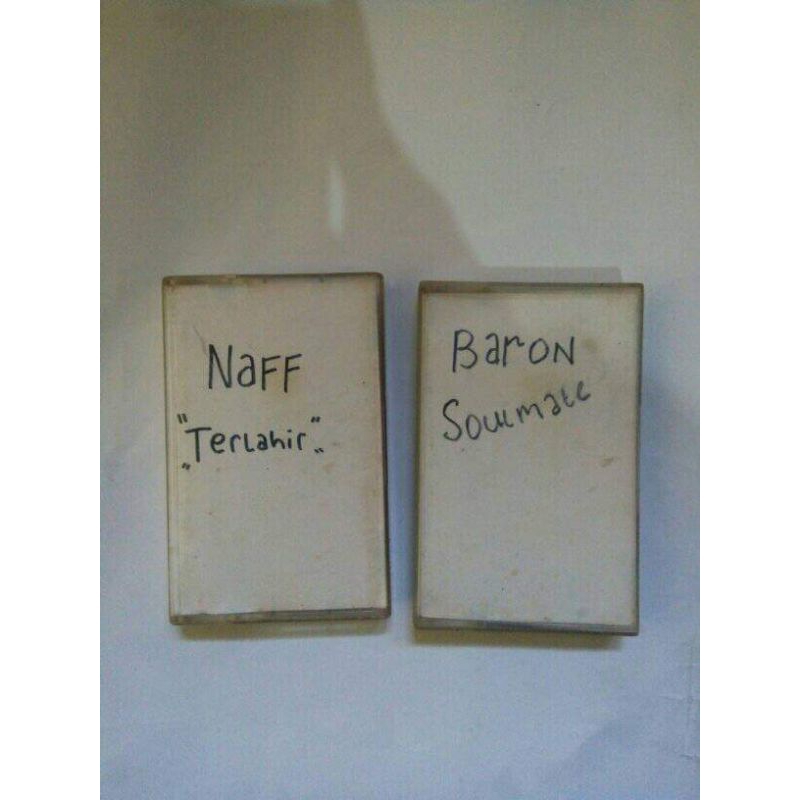 NaFF
"Terlahir"
BaroN
Soulmate